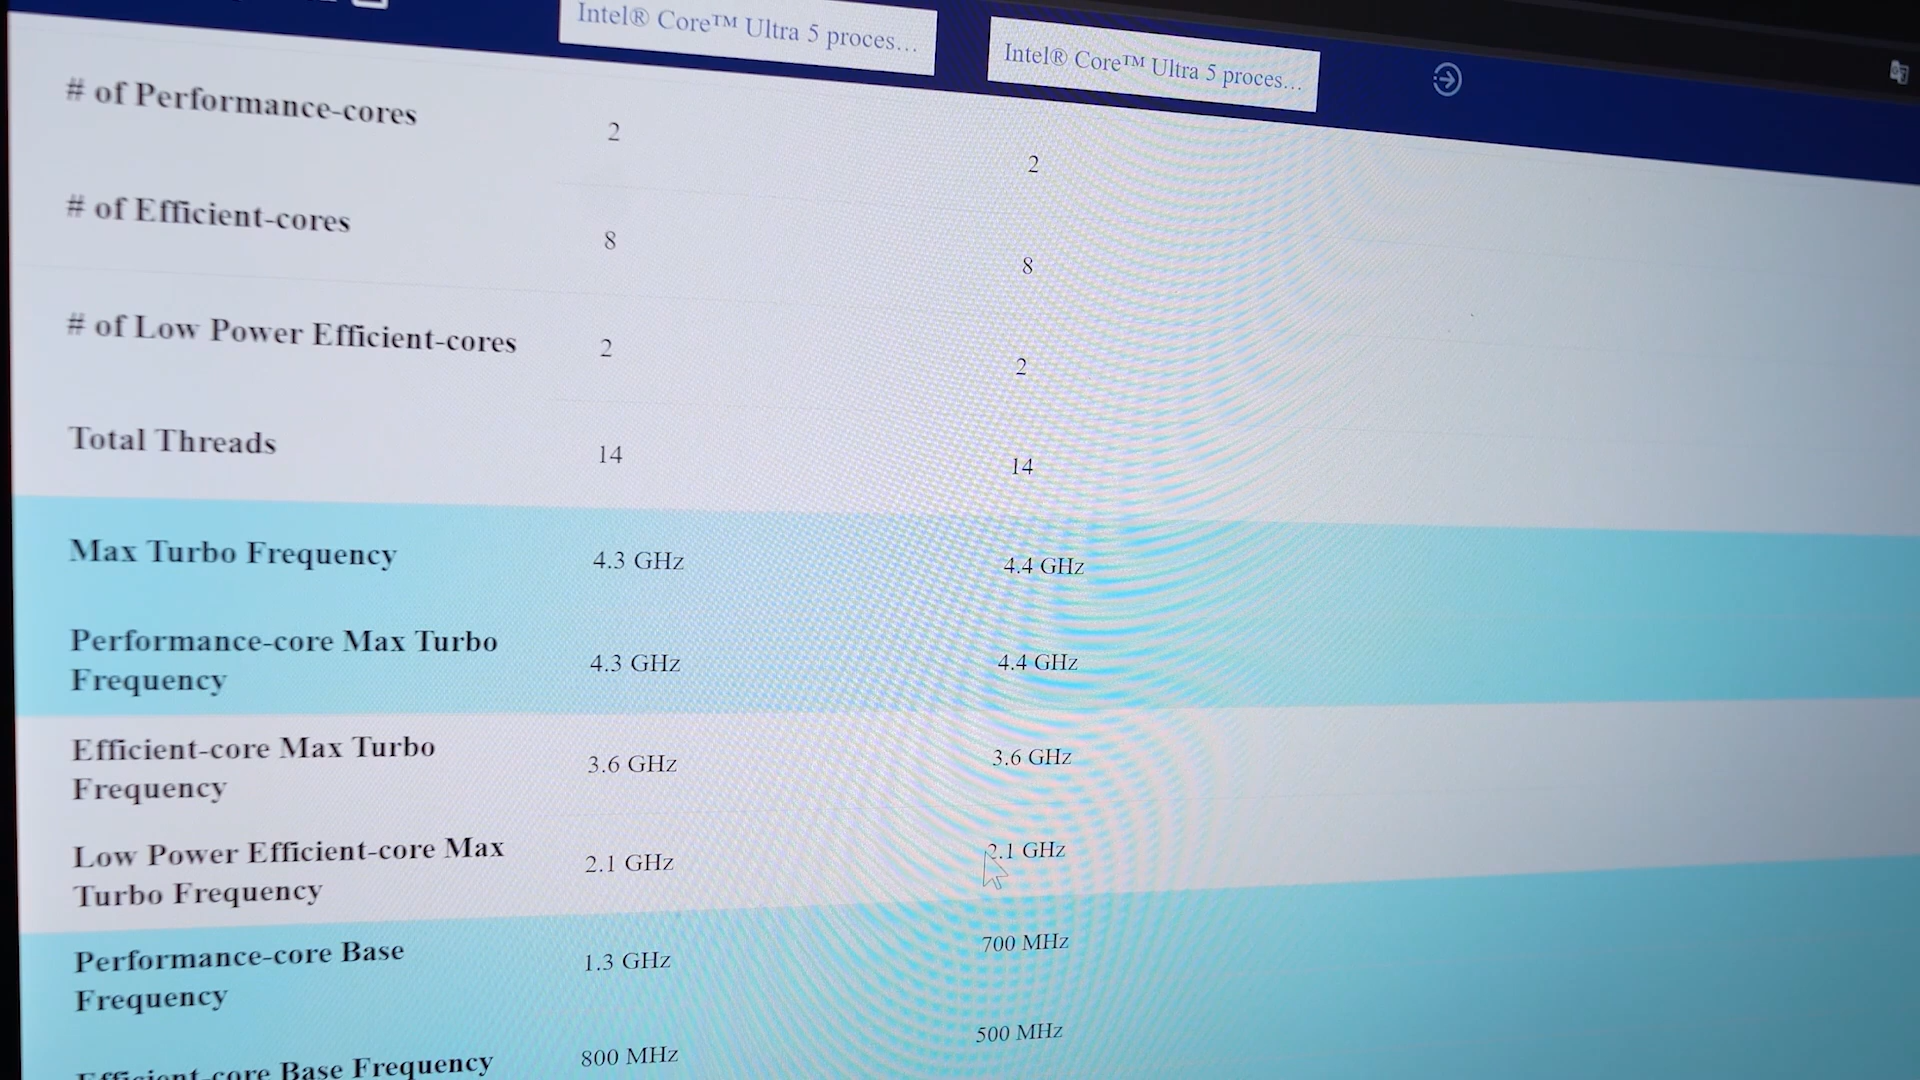 Intel® Core™ Ultra 5 proces...
Intel® Core™ Ultra 5 proces...
# of Performance-cores 2 2
# of Efficient-cores 8 8
# of Low Power Efficient-cores 2 2
Total Threads 14 14
Max Turbo Frequency 4.3 GHz 4.4 GHz
Performance-core Max Turbo
Frequency 4.3 GHz 4.4 GHz
Efficient-core Max Turbo
Frequency 3.6 GHz 3.6 GHz
Low Power Efficient-core Max
Turbo Frequency 2.1 GHz 2.1 GHz
Performance-core Base
Frequency 1.3 GHz 700 MHz
Efficient-core Base Frequency 800 MHz 500 MHz